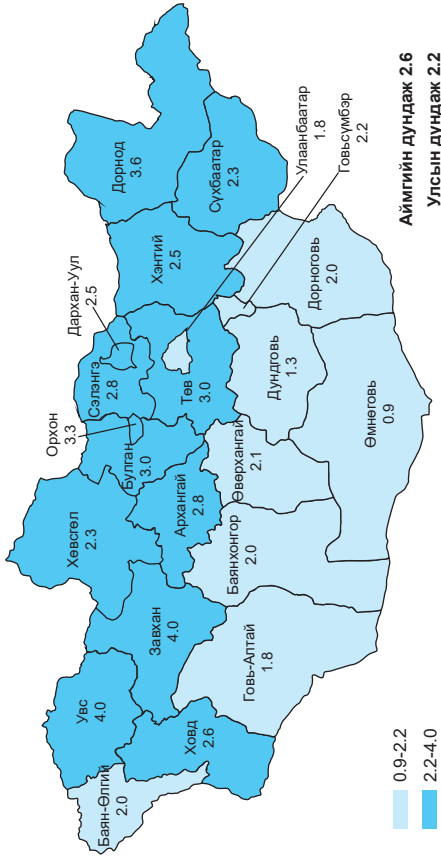 Баян-Өлгий
2.0
Увс
4.0
Ховд
2.6
Завхан
4.0
Говь-Алтай
1.8
Хөвсгөл
2.3
Баянхонгор
2.0
Архангай
2.8
Орхон
3.3
Булган
3.0
Өвөрхангай
2.1
Сэлэнгэ
2.8
Дархан-Уул
2.5
Төв
3.0
Дундговь
1.3
Өмнөговь
0.9
Хэнтий
2.5
Дорноговь
2.0
Дорнод
3.6
Сүхбаатар
2.3
Улаанбаатар
1.8
Говьсүмбэр
2.2
0.9-2.2
2.2-4.0
Аймгийн дундаж 2.6
Улсын дундаж 2.2